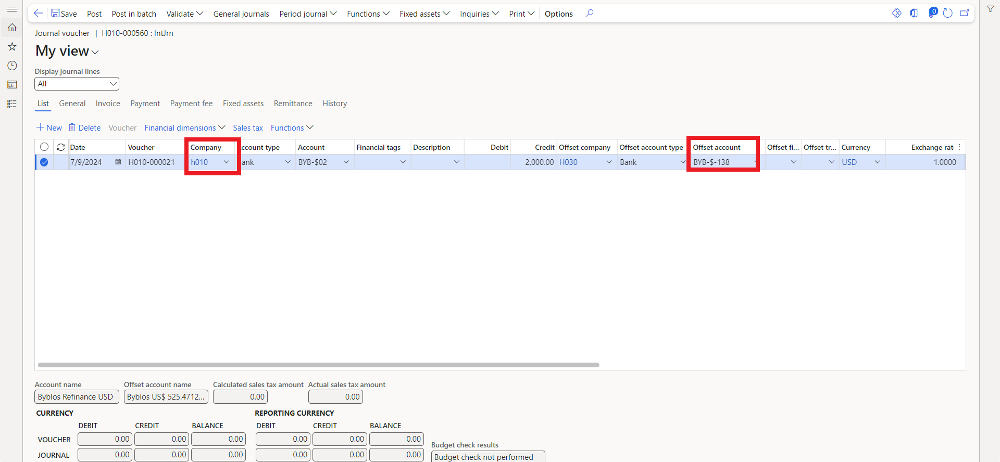 Save Post Post in batch Validate General journals Period journal Functions Fixed assets Inquiries Print Options 0
Journal voucher | H010-000560 : IntJrn
My view
Display journal lines
All
List General Invoice Payment Payment fee Fixed assets Remittance History
New Delete Voucher Financial dimensions Sales tax Functions
Date Voucher Company ccount type Account Financial tags Description Debit Credit Offset company Offset account type Offset account Offset fi... Offset tr... Currency Exchange rat
7/9/2024 H010-000021 h010 ank BYB-$02 2,000.00 H030 Bank BYB-$-138 USD 1.0000
Account name Offset account name Calculated sales tax amount Actual sales tax amount
Byblos Refinance USD Byblos US$ 525.4712... 0.00 0.00
CURRENCY REPORTING CURRENCY
DEBIT CREDIT BALANCE DEBIT CREDIT BALANCE
VOUCHER 0.00 0.00 0.00 0.00 0.00 0.00
Budget check results
JOURNAL 0.00 0.00 0.00 0.00 0.00 0.00
Budget check not performed